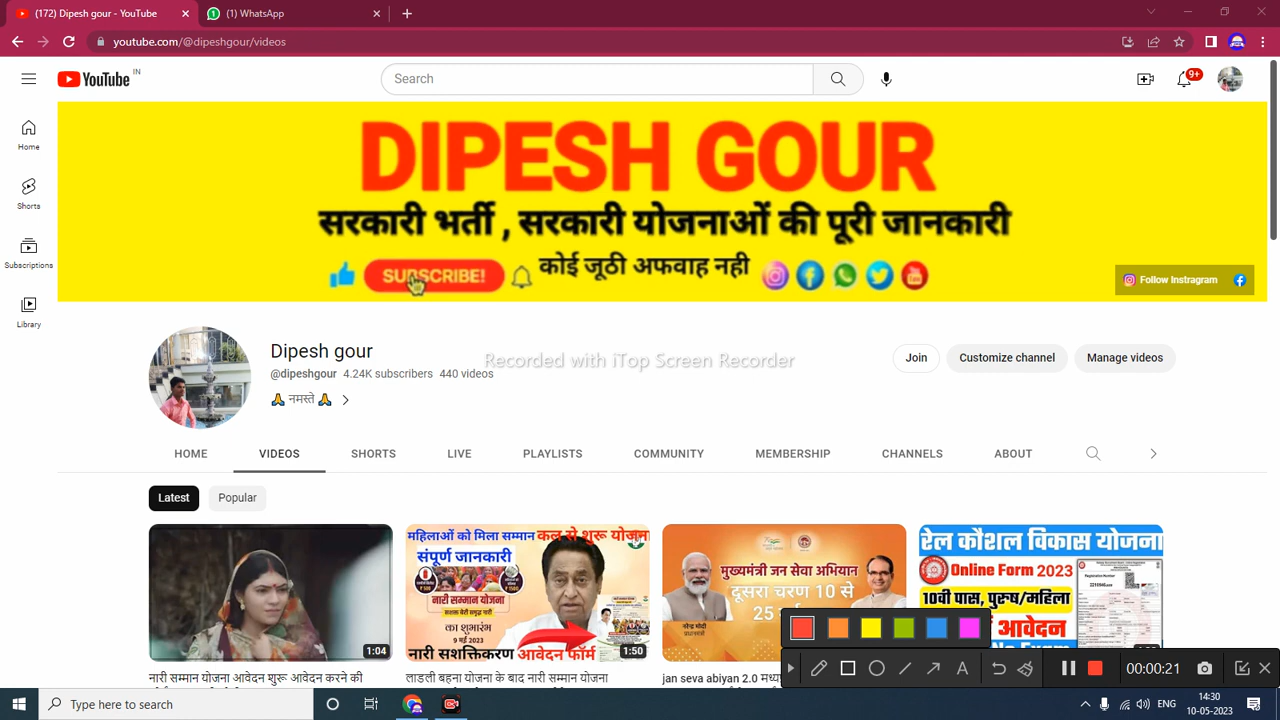 (172) Dipesh gour - YouTube
(1) WhatsApp
youtube.com/@dipeshgour/videos
YouTube IN
Search
9+
Home
Shorts
Subscriptions
Library
DIPESH GOUR
सरकारी भर्ती , सरकारी योजनाओं की पूरी जानकारी
SUBSCRIBE!
कोई जूठी अफवाह नही
Follow Instragram
Dipesh gour
@dipeshgour 4.24K subscribers 440 videos
🙏 नमस्ते 🙏
Recorded with iTop Screen Recorder
Join
Customize channel
Manage videos
HOME VIDEOS SHORTS LIVE PLAYLISTS COMMUNITY MEMBERSHIP CHANNELS ABOUT
Latest Popular
1:04
महिलाओं को मिला सम्मान कल से शुरू योजना
संपूर्ण जानकारी
नारी सम्मान योजना
का शुभारंभ
9 मई 2023
नारी सशक्तिकरण आवेदन फॉर्म
1:50
मुख्यमंत्री जन सेवा अभियान
दूसरा चरण 10 से
25
नरेन्द्र मोदी
प्रधानमंत्री
रेल कौशल विकास योजना
Online Form 2023
10वी पास, पुरुष/महिला
आवेदन
नारी सम्मान योजना आवेदन शुरू आवेदन करने की
लाडली बहना योजना के बाद नारी सम्मान योजना
jan seva abiyan 2.0
00:00:21
Type here to search
ENG
14:30
10-05-2023